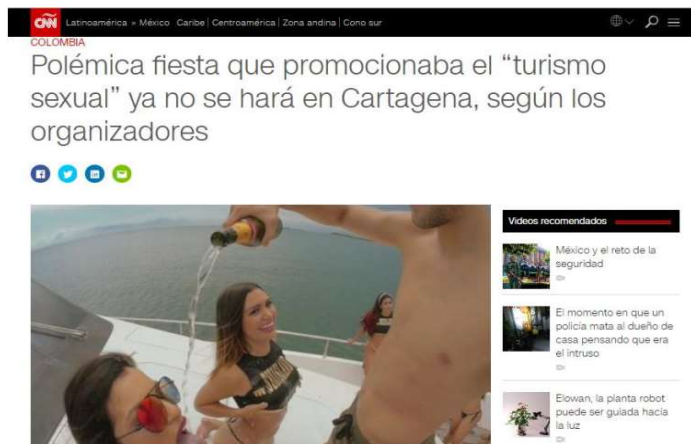 CÑN Latinoamérica » México Caribe | Centroamérica | Zona andina | Cono sur
COLOMBIA
Polémica fiesta que promocionaba el “turismo
sexual” ya no se hará en Cartagena, según los
organizadores
Videos recomendados
México y el reto de la
seguridad
El momento en que un
policía mata al dueño de
casa pensando que era
el intruso
Elowan, la planta robot
puede ser guiada hacia
la luz